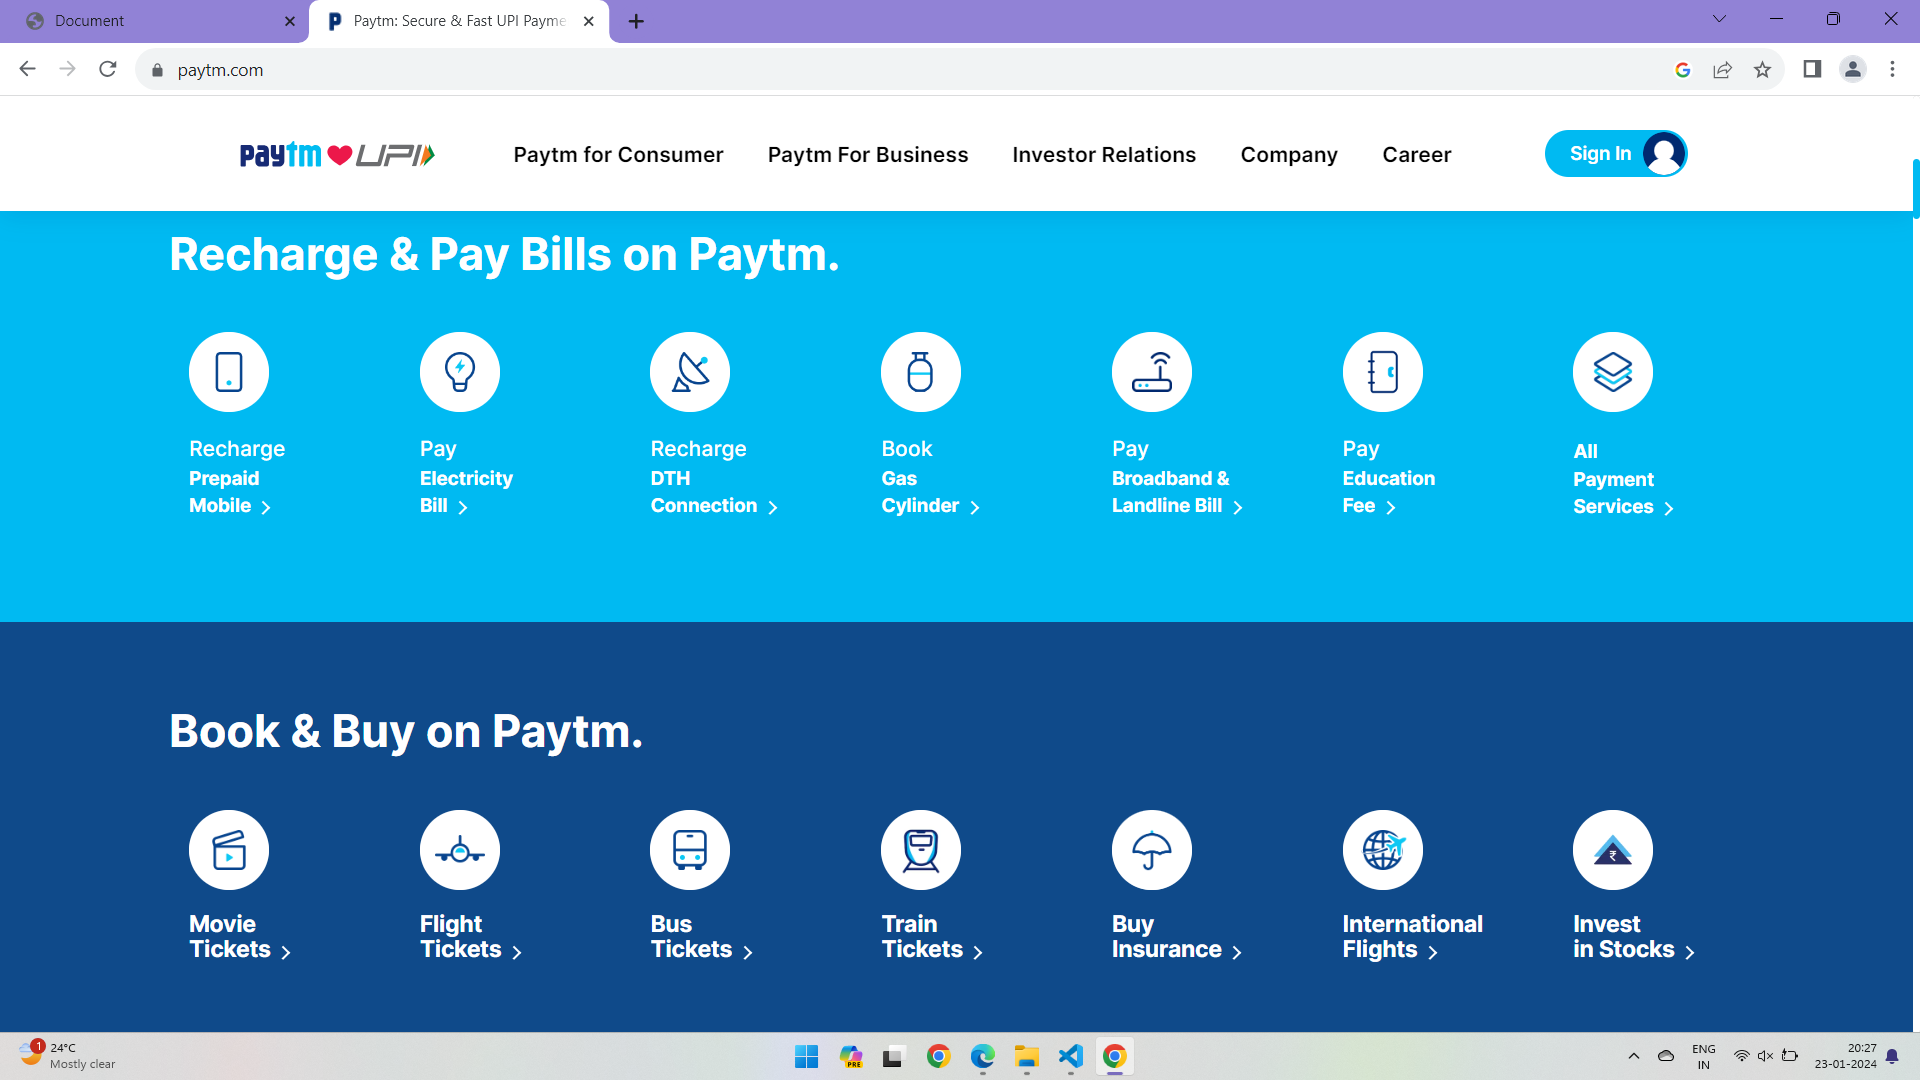 Document
Paytm: Secure & Fast UPI Payme
paytm.com
paytm UPI
Paytm for Consumer
Paytm For Business
Investor Relations
Company
Career
Sign In
Recharge & Pay Bills on Paytm.
Recharge
Prepaid
Mobile
Pay
Electricity
Bill
Recharge
DTH
Connection
Book
Gas
Cylinder
Pay
Broadband &
Landline Bill
Pay
Education
Fee
All
Payment
Services
Book & Buy on Paytm.
Movie
Tickets
Flight
Tickets
Bus
Tickets
Train
Tickets
Buy
Insurance
International
Flights
Invest
in Stocks
1
24°C
Mostly clear
PRE
ENG
IN
20:27
23-01-2024